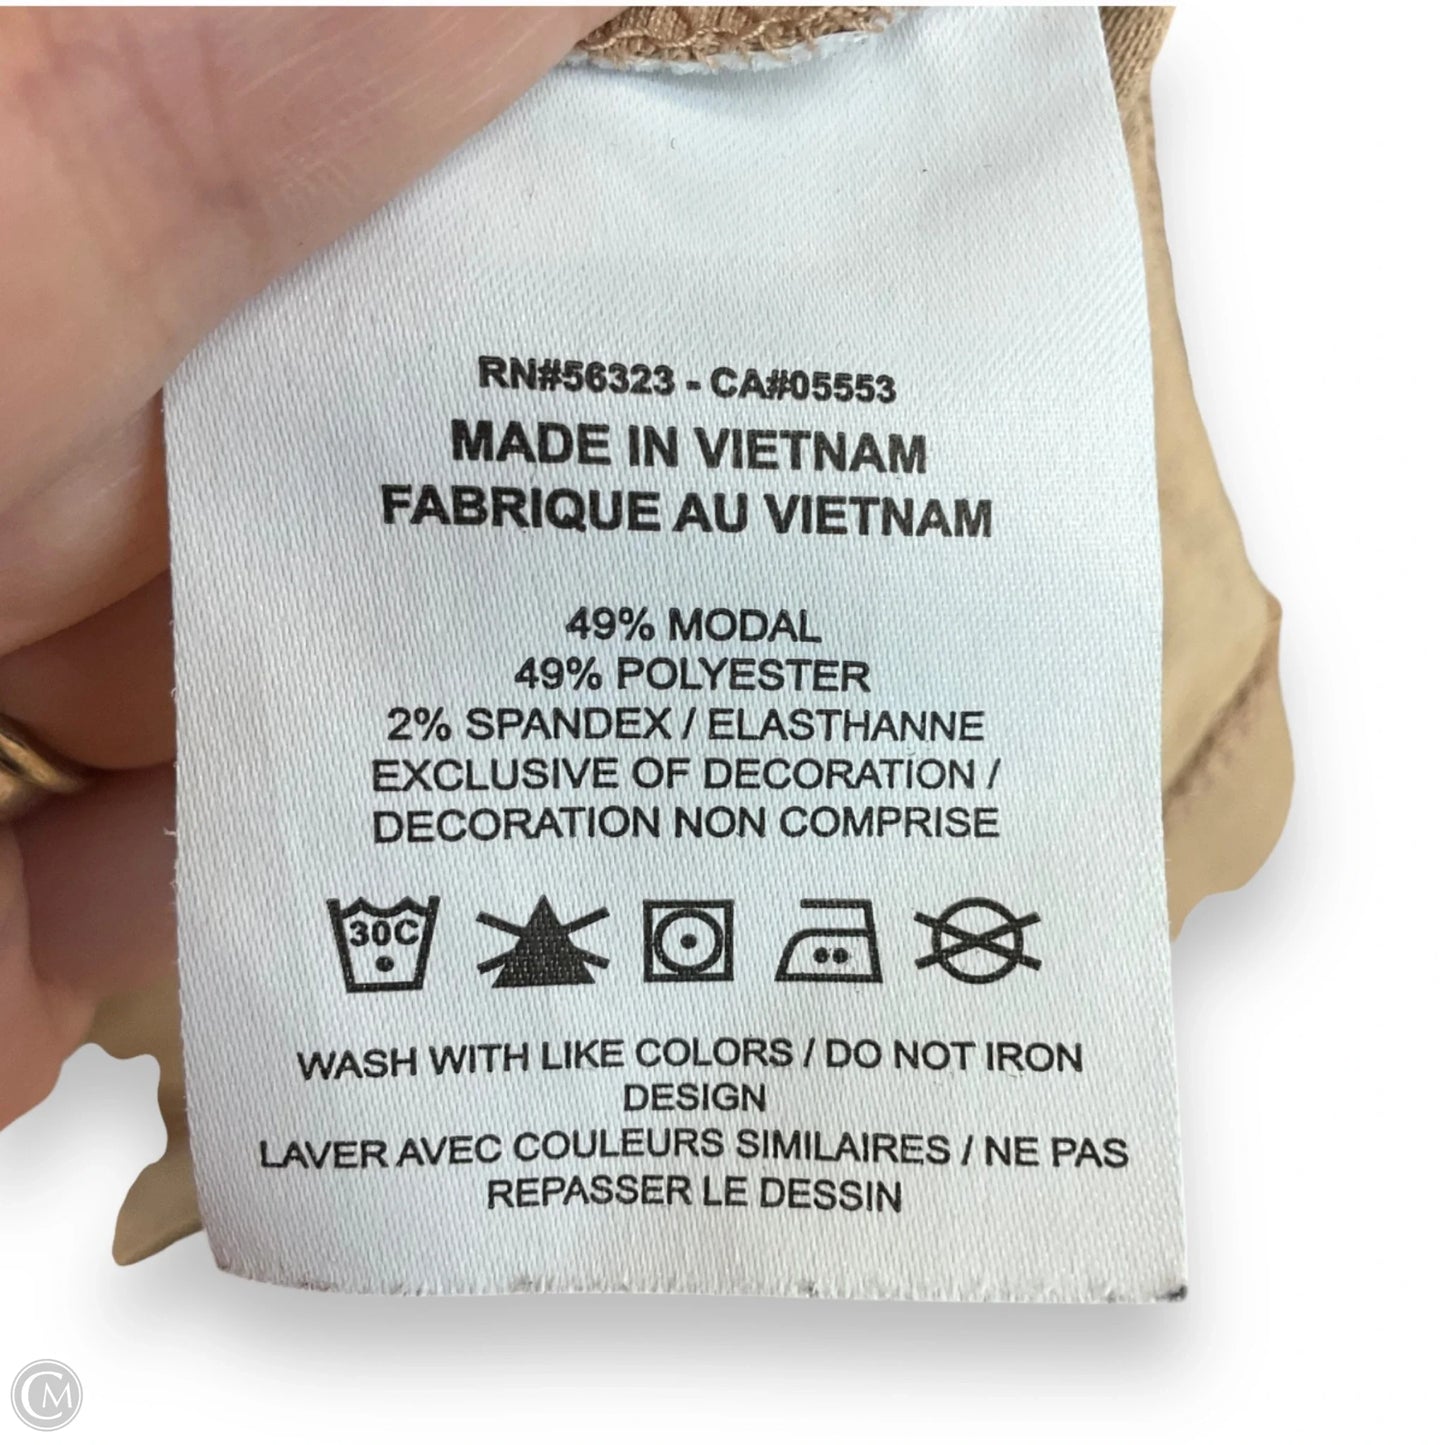 RN#56323 - CA#05553
MADE IN VIETNAM
FABRIQUE AU VIETNAM
49% MODAL
49% POLYESTER
2% SPANDEX / ELASTHANNE
EXCLUSIVE OF DECORATION /
DECORATION NON COMPRISE
30C
WASH WITH LIKE COLORS / DO NOT IRON
DESIGN
LAVER AVEC COULEURS SIMILAIRES / NE PAS
REPASSER LE DESSIN
CM